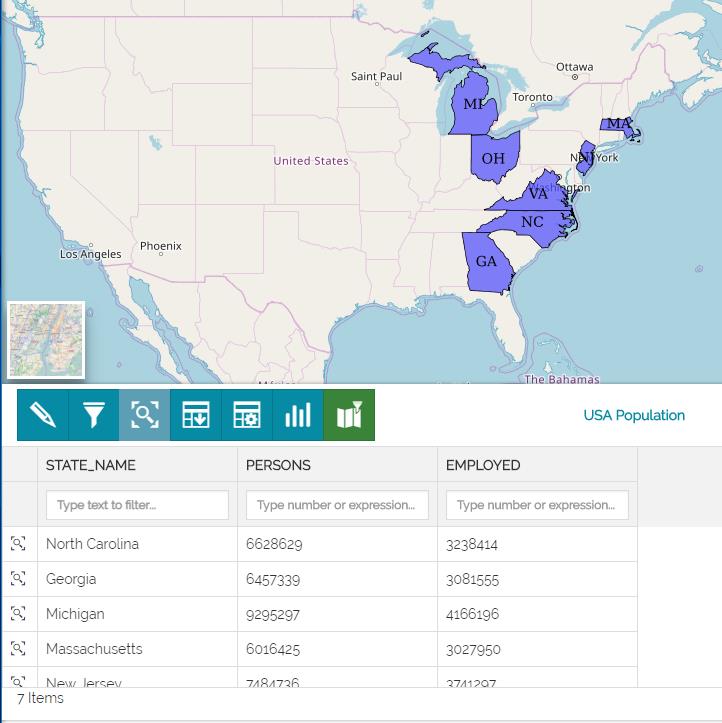 Ottawa
Saint Paul
MI
Toronto
MA
United States
OH
NJ
New York
Washington
VA
NC
Los Angeles
Phoenix
GA
The Bahamas
USA Population
STATE_NAME PERSONS EMPLOYED
Type text to filter... Type number or expression... Type number or expression...
North Carolina 6628629 3238414
Georgia 6457339 3081555
Michigan 9295297 4166196
Massachusetts 6016425 3027950
New Jersey 7484736 3741297
7 Items